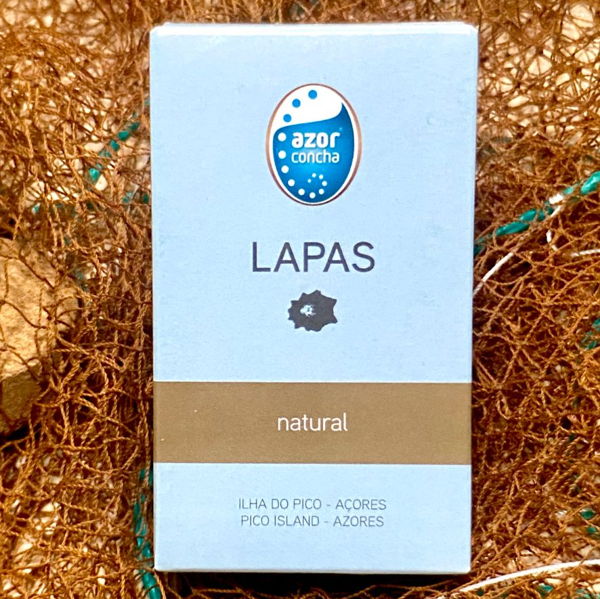 azor
concha
LAPAS
natural
ILHA DO PICO - AÇORES
PICO ISLAND - AZORES